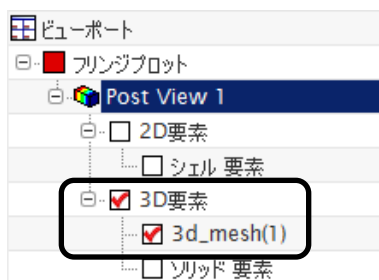 ビューポート
フリンジプロット
Post View 1
2D要素
シェル 要素
3D要素
3d_mesh(1)
ソリッド 要素